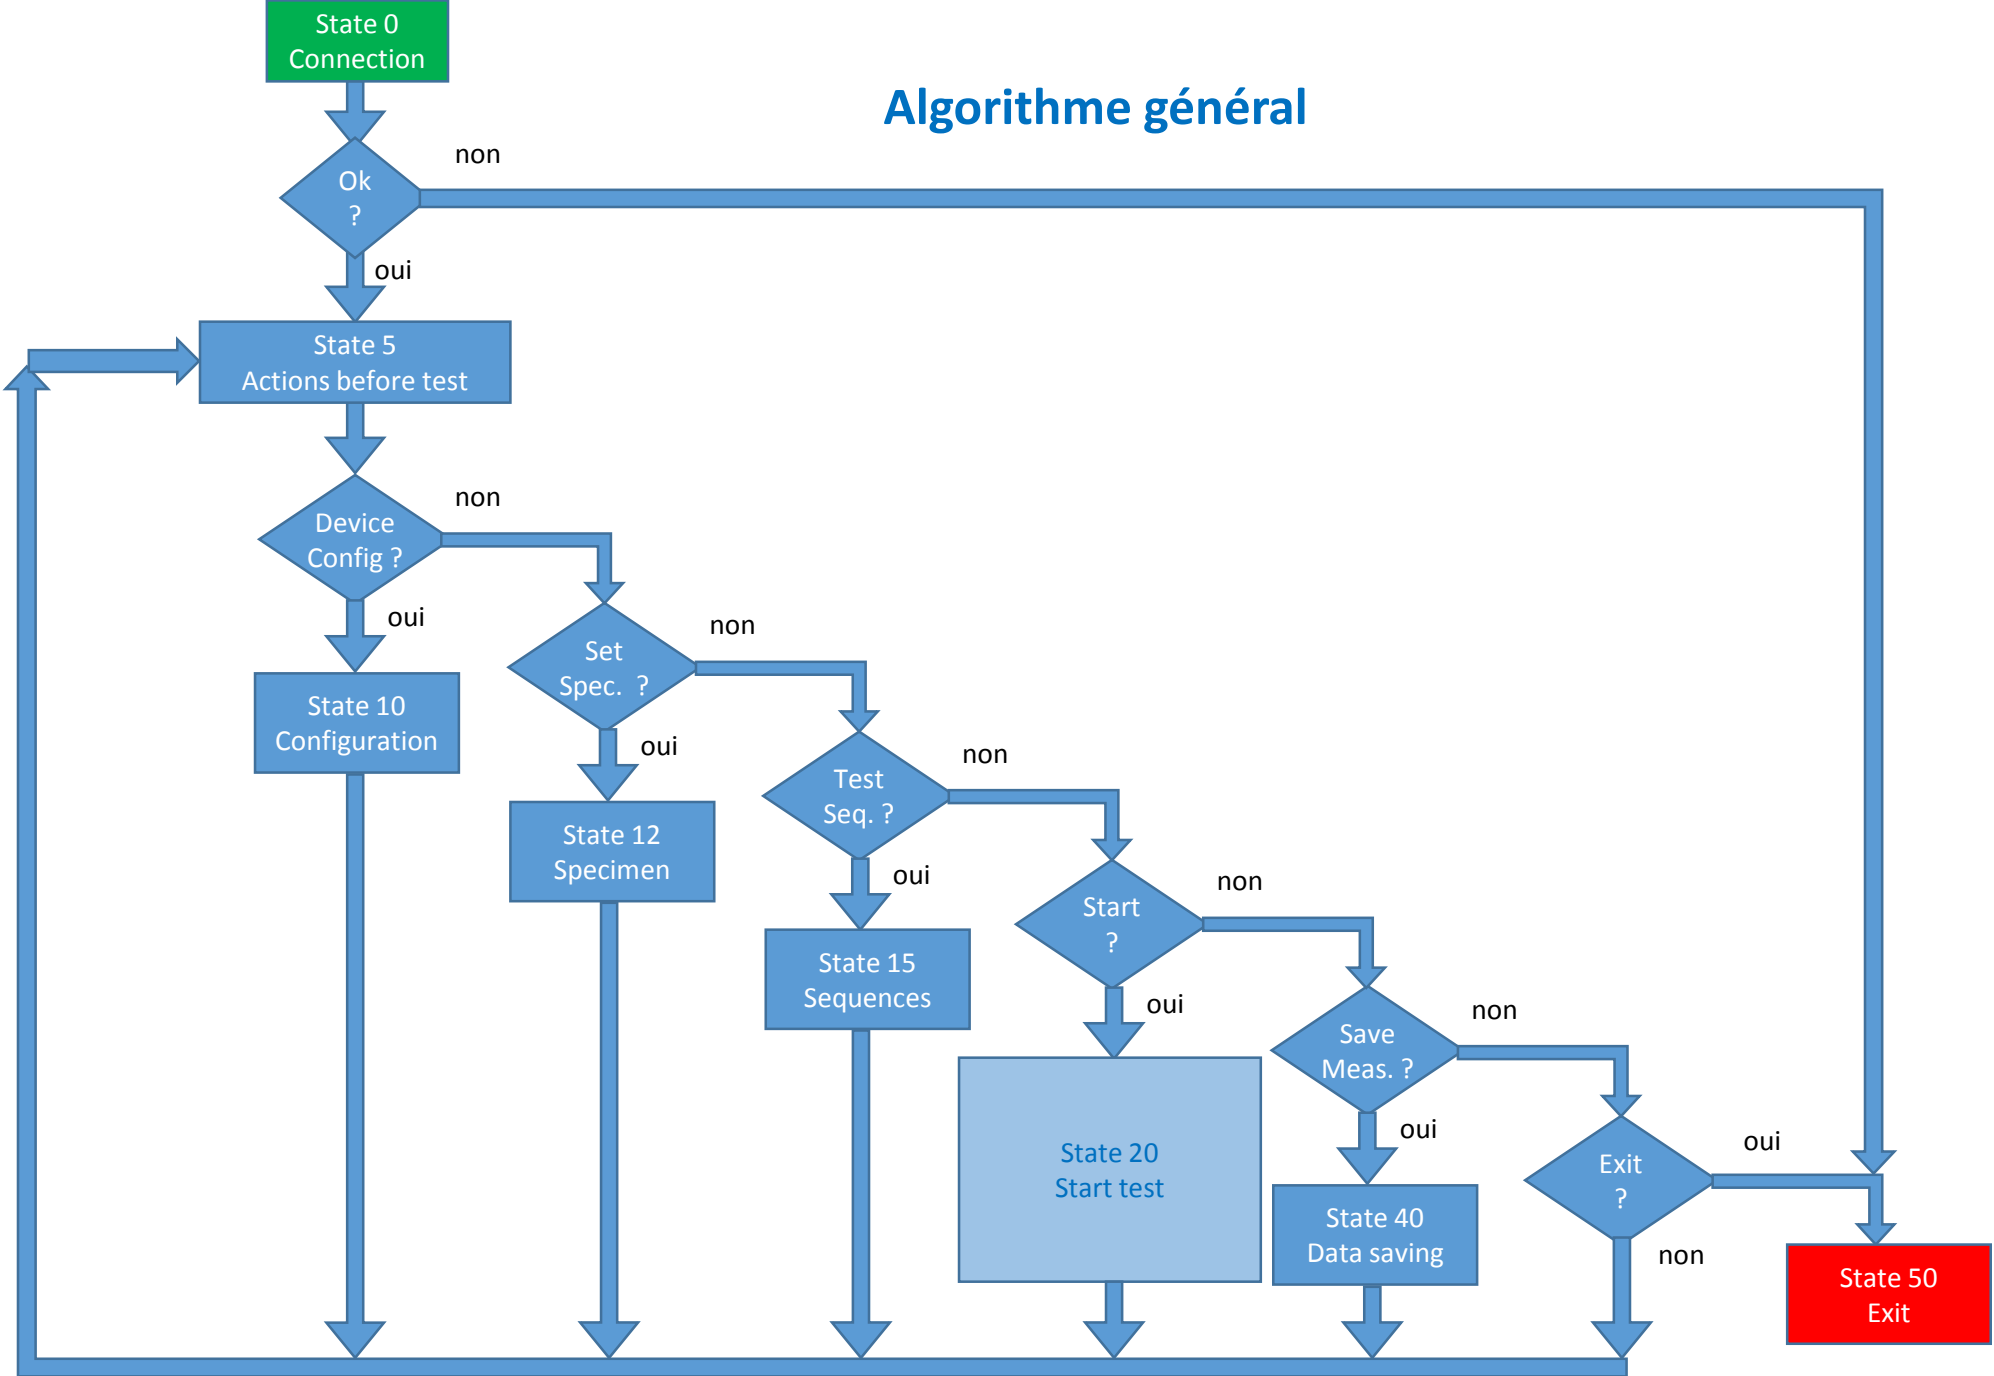 State 0
Connection
Algorithme général
non
Ok
?
oui
State 5
Actions before test
non
Device
Config ?
oui
non
Set
Spec.  ?
State 10
Configuration
oui
non
Test
Seq. ?
State 12
Specimen
oui
non
Start
?
State 15
Sequences
oui
non
Save
Meas. ?
State 20
Start test
oui
oui
Exit
?
State 40
Data saving
non
State 50
Exit